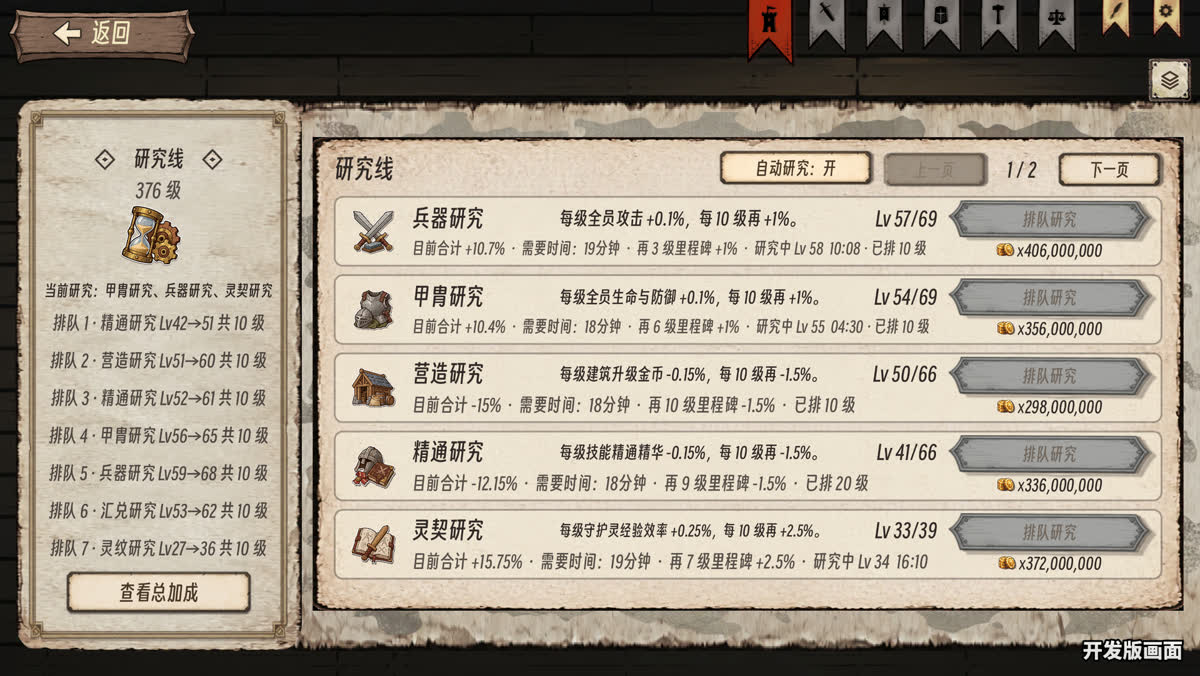 返回
研究线
376 级
当前研究：甲胄研究、兵器研究、灵契研究
排队 1 · 精通研究 Lv42→51 共 10 级
排队 2 · 营造研究 Lv51→60 共 10 级
排队 3 · 精通研究 Lv52→61 共 10 级
排队 4 · 甲胄研究 Lv56→65 共 10 级
排队 5 · 兵器研究 Lv59→68 共 10 级
排队 6 · 汇兑研究 Lv53→62 共 10 级
排队 7 · 灵纹研究 Lv27→36 共 10 级
查看总加成
研究线
自动研究：开
上一页
1 / 2
下一页
兵器研究 每级全员攻击 +0.1%，每 10 级再 +1%。 Lv 57/69 排队研究
目前合计 +10.7% · 需要时间：19分钟 · 再 3 级里程碑 +1% · 研究中 Lv 58 10:08 · 已排 10 级 x406,000,000
甲胄研究 每级全员生命与防御 +0.1%，每 10 级再 +1%。 Lv 54/69 排队研究
目前合计 +10.4% · 需要时间：18分钟 · 再 6 级里程碑 +1% · 研究中 Lv 55 04:30 · 已排 10 级 x356,000,000
营造研究 每级建筑升级金币 -0.15%，每 10 级再 -1.5%。 Lv 50/66 排队研究
目前合计 -15% · 需要时间：18分钟 · 再 10 级里程碑 -1.5% · 已排 10 级 x298,000,000
精通研究 每级技能精通精华 -0.15%，每 10 级再 -1.5%。 Lv 41/66 排队研究
目前合计 -12.15% · 需要时间：18分钟 · 再 9 级里程碑 -1.5% · 已排 20 级 x336,000,000
灵契研究 每级守护灵经验效率 +0.25%，每 10 级再 +2.5%。 Lv 33/39 排队研究
目前合计 +15.75% · 需要时间：19分钟 · 再 7 级里程碑 +2.5% · 研究中 Lv 34 16:10 x372,000,000
开发版画面